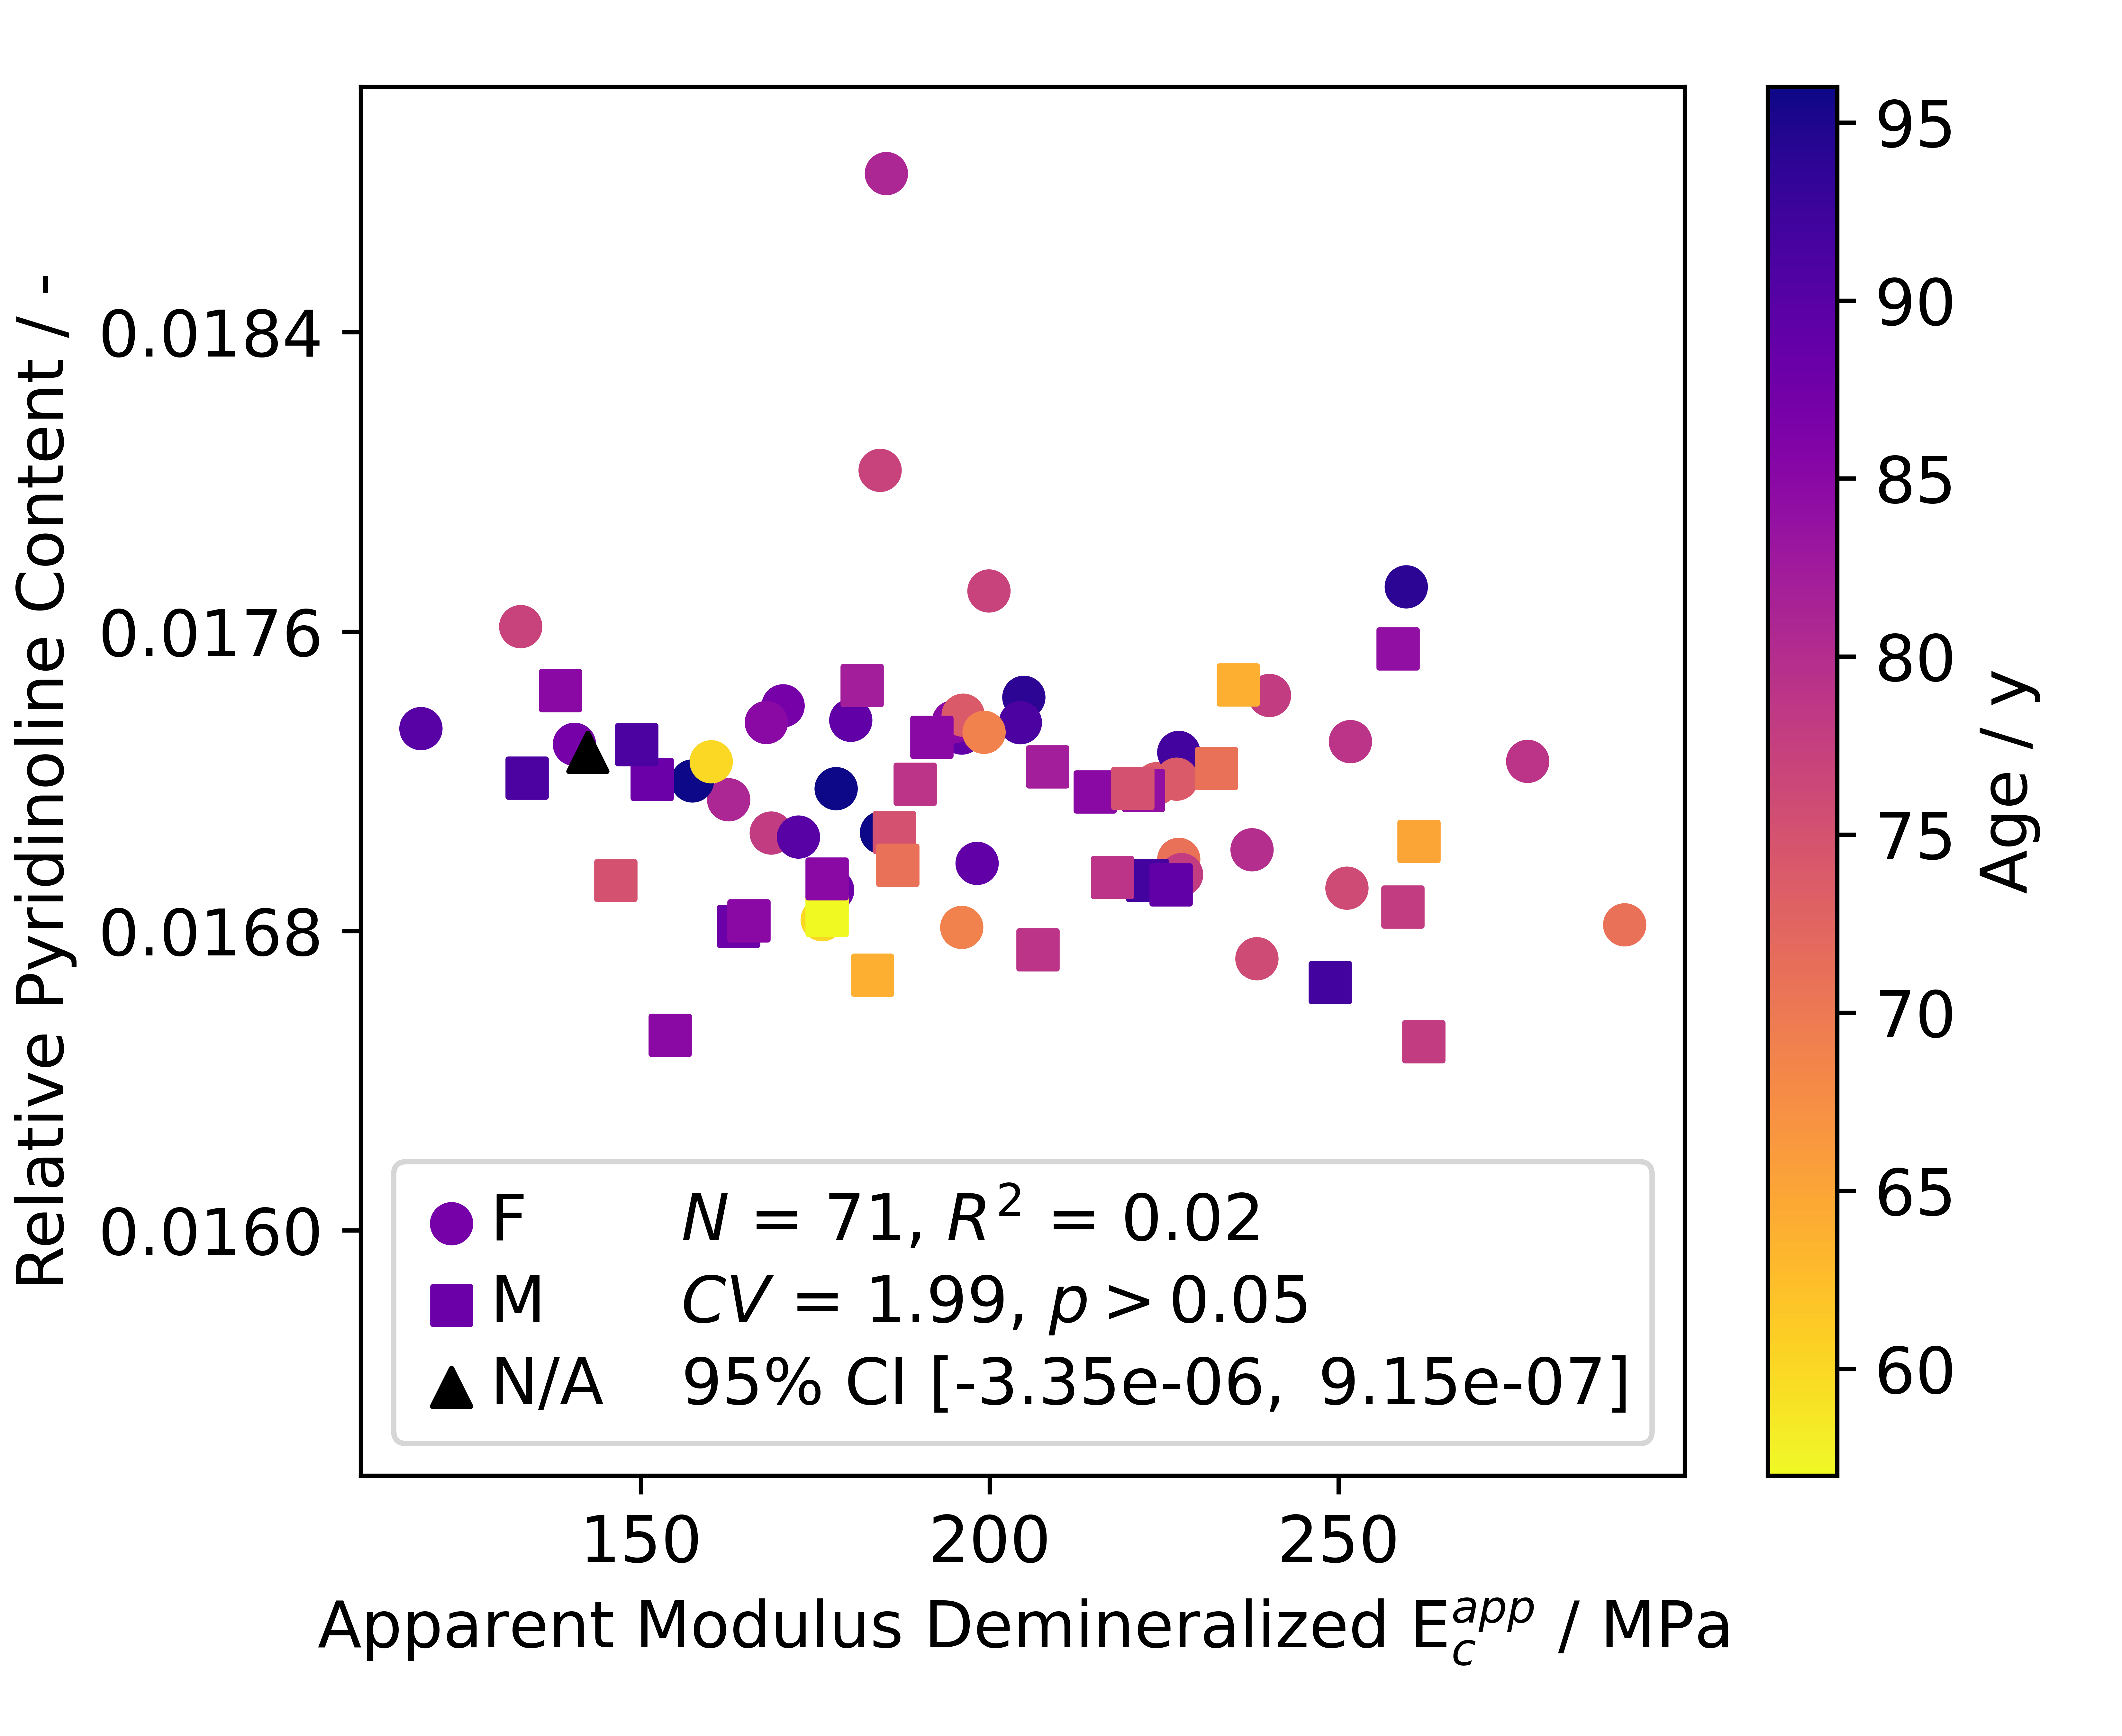 Relative Pyridinoline Content / -
0.0184
0.0176
0.0168
0.0160
F N = 71, R² = 0.02
M CV = 1.99, p > 0.05
N/A 95% CI [-3.35e-06, 9.15e-07]
150 200 250
Apparent Modulus Demineralized E_c^app / MPa
95
90
85
80
75
70
65
60
Age / y